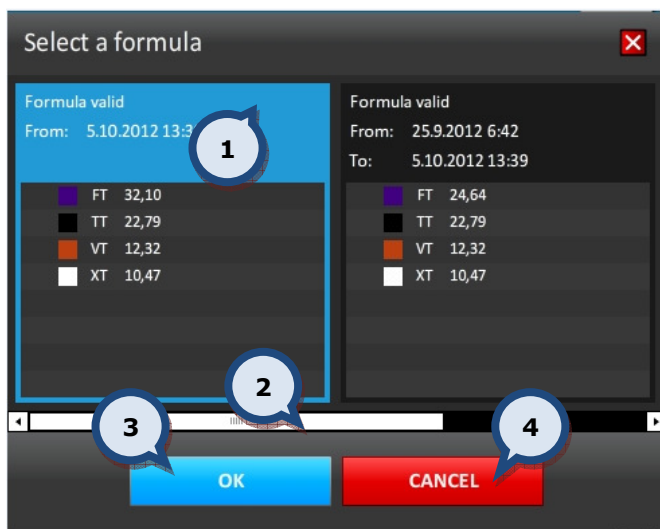 Select a formula
Formula valid
From: 5.10.2012 13:3
1
FT 32,10
TT 22,79
VT 12,32
XT 10,47
Formula valid
From: 25.9.2012 6:42
To: 5.10.2012 13:39
FT 24,64
TT 22,79
VT 12,32
XT 10,47
2
3
4
OK
CANCEL